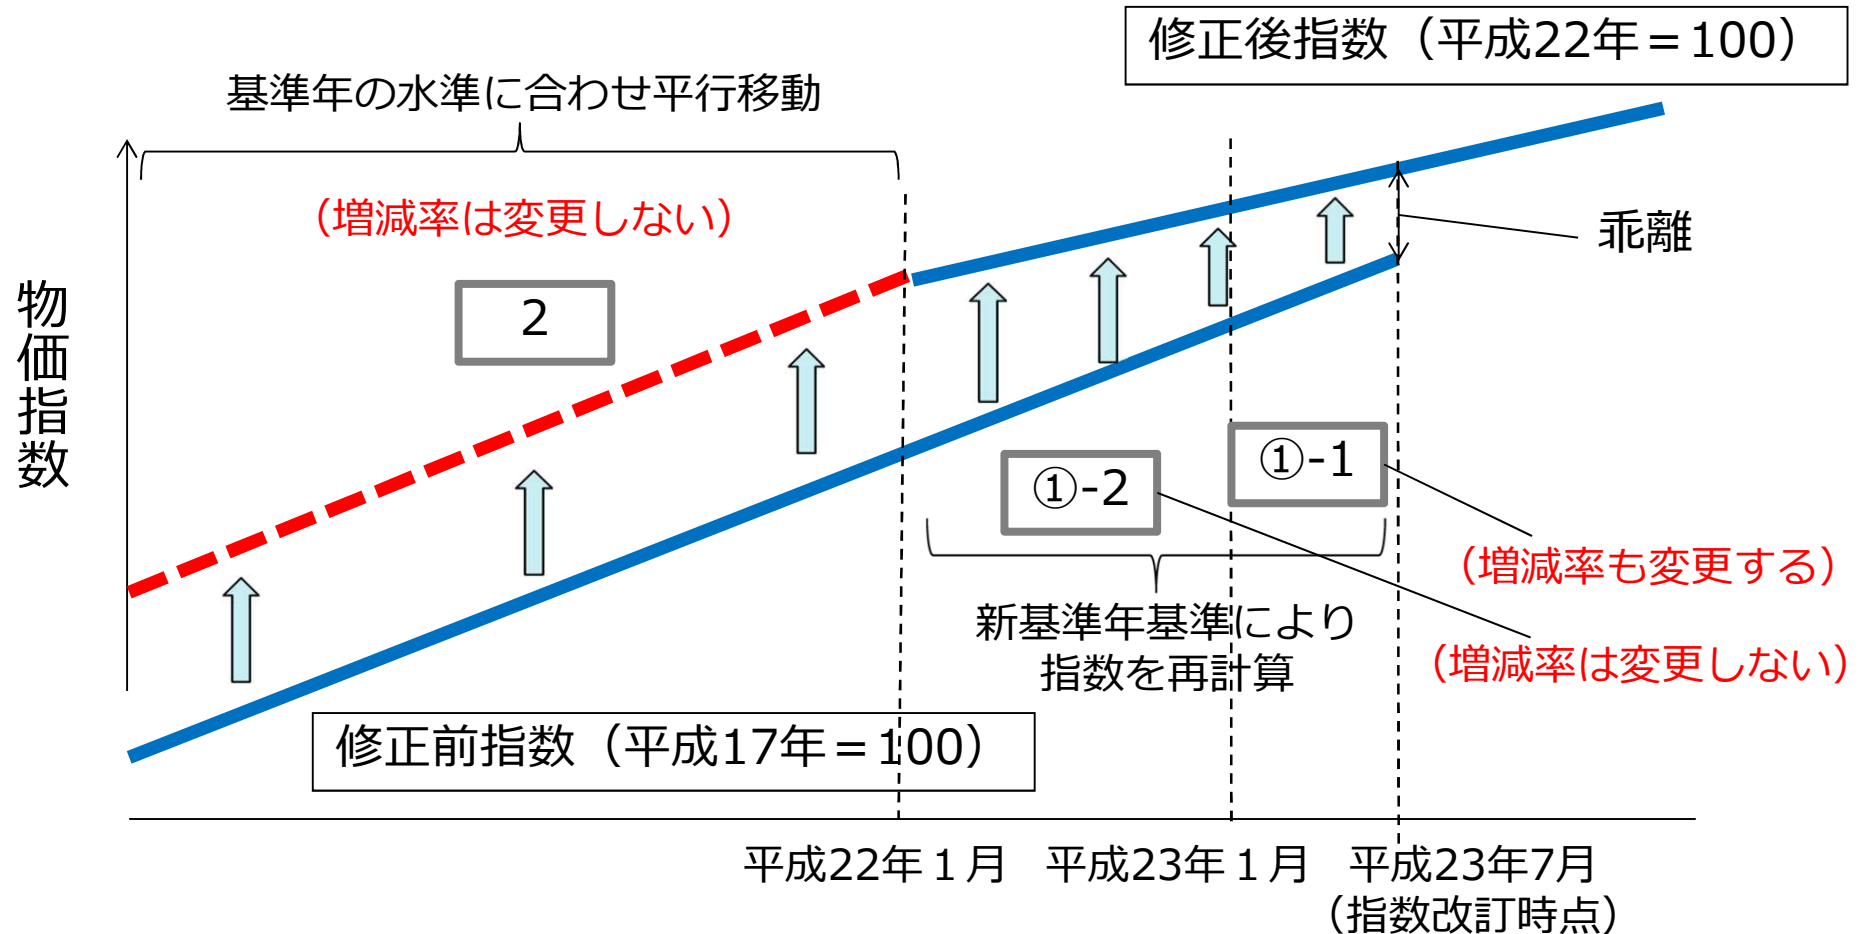 修正後指数（平成22年＝100）
基準年の水準に合わせ平行移動
（増減率は変更しない）
乖離
物価指数
2
①-1
①-2
（増減率も変更する）
新基準年基準により
指数を再計算
（増減率は変更しない）
修正前指数（平成17年＝100）
平成22年１月
平成23年１月
平成23年7月
（指数改訂時点）